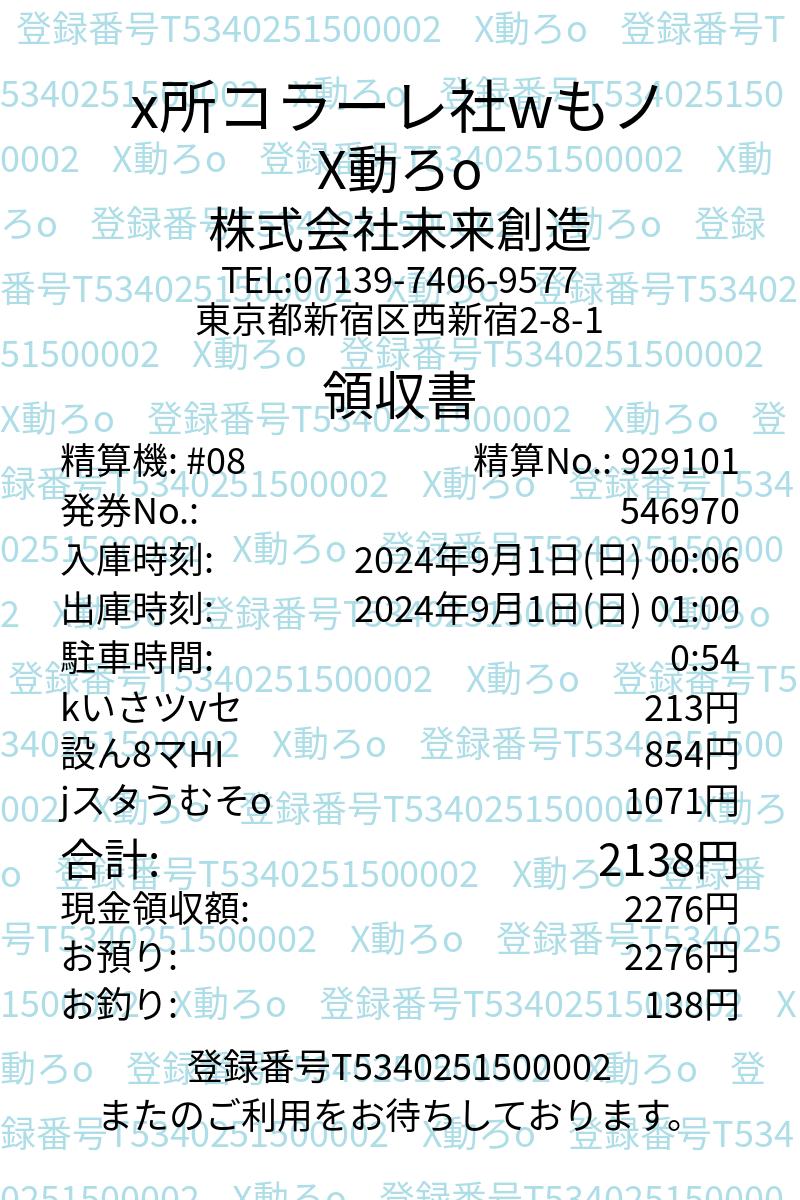 x所コラーレ社wもノ
X動ろo
株式会社未来創造
TEL:07139-7406-9577
東京都新宿区西新宿2-8-1
領収書
精算機: #08 精算No.: 929101
発券No.: 546970
入庫時刻: 2024年9月1日(日) 00:06
出庫時刻: 2024年9月1日(日) 01:00
駐車時間: 0:54
kいさツvセ 213円
設ん8マHI 854円
jスタうむそo 1071円
合計: 2138円
現金領収額: 2276円
お預り: 2276円
お釣り: 138円
登録番号T5340251500002
またのご利用をお待ちしております。